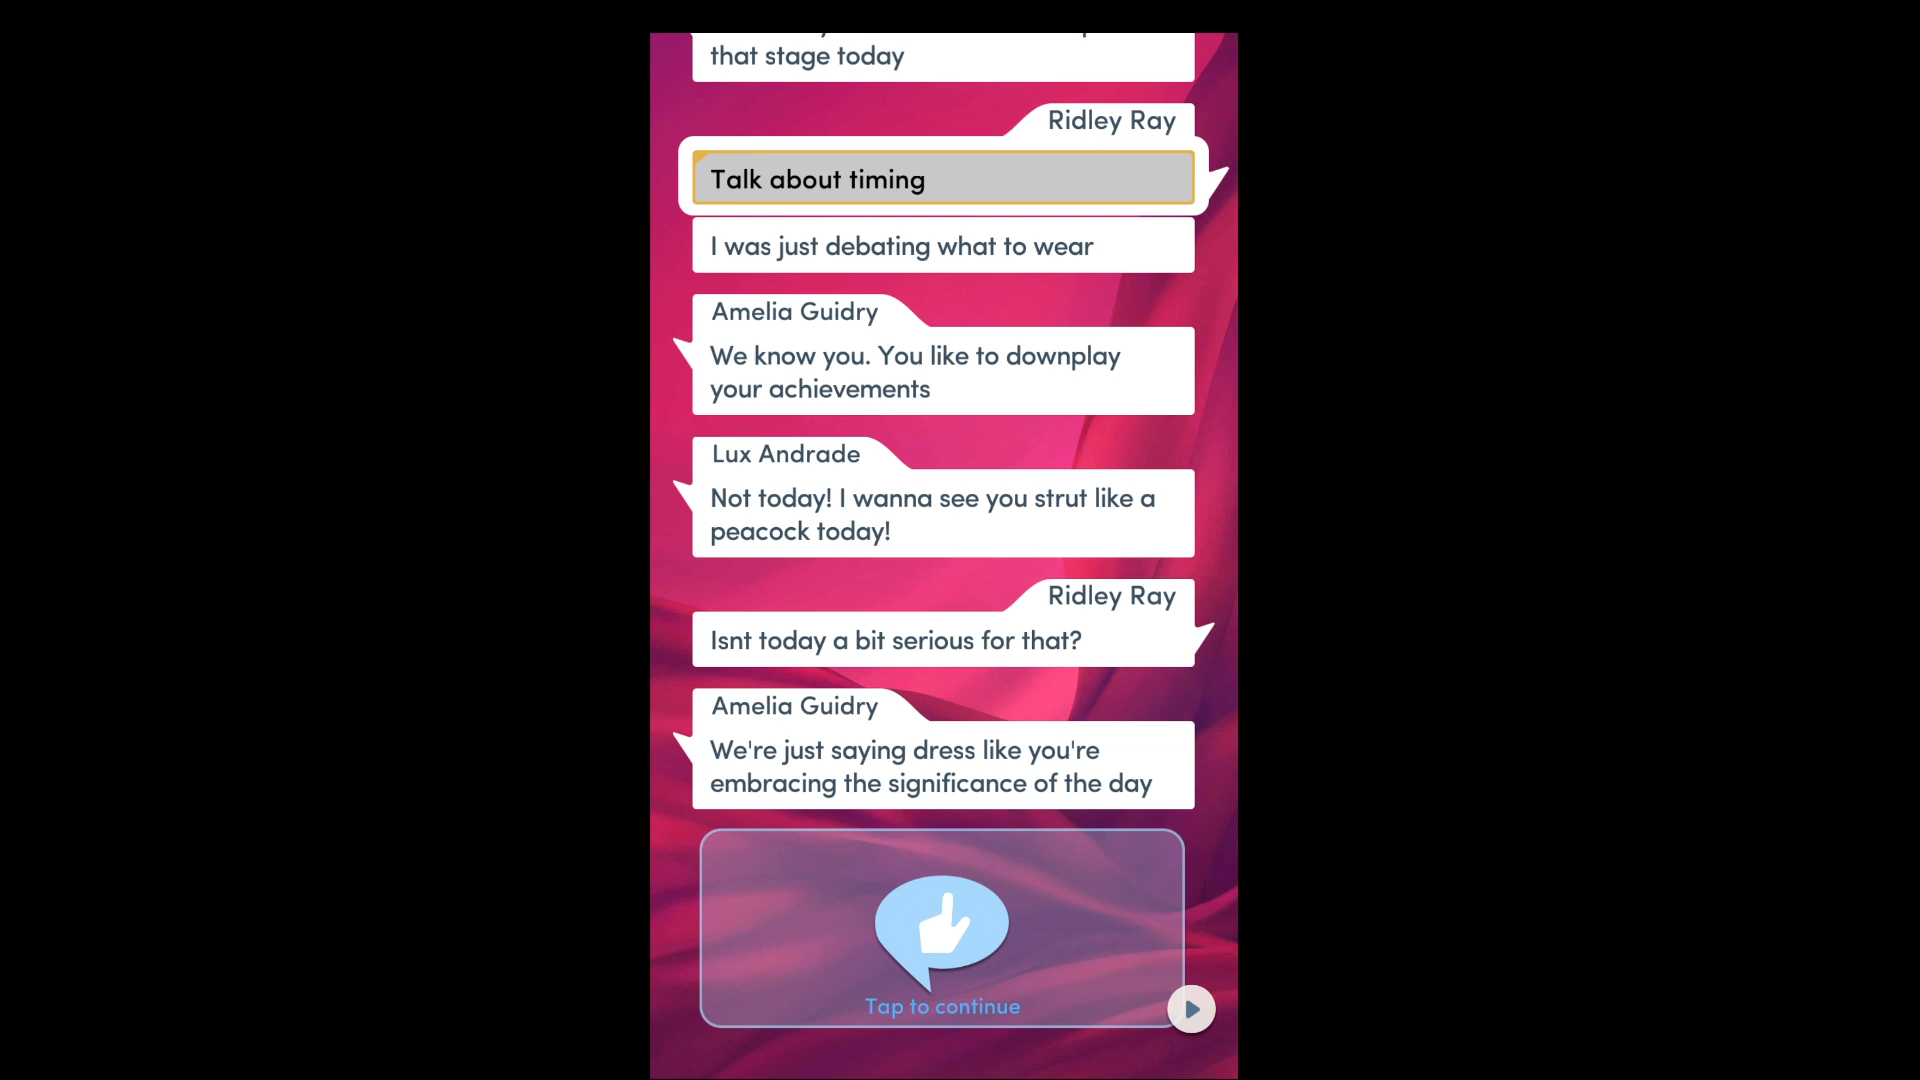 that stage today
Ridley Ray
Talk about timing
I was just debating what to wear
Amelia Guidry
We know you. You like to downplay
your achievements
Lux Andrade
Not today! I wanna see you strut like a
peacock today!
Ridley Ray
Isnt today a bit serious for that?
Amelia Guidry
We're just saying dress like you're
embracing the significance of the day
Tap to continue